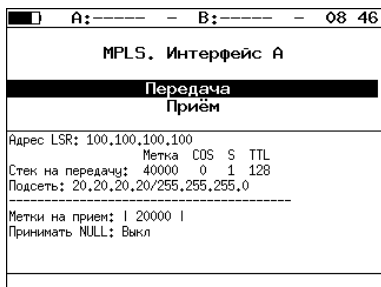 A:----- - B:----- - 08 46
MPLS. Интерфейс A
Передача
Приём
Адрес LSR: 100.100.100.100
Метка COS S TTL
Стек на передачу: 40000 0 1 128
Подсеть: 20.20.20.20/255.255.255.0
----------------------------------------
Метки на прием: | 20000 |
Принимать NULL: Выкл